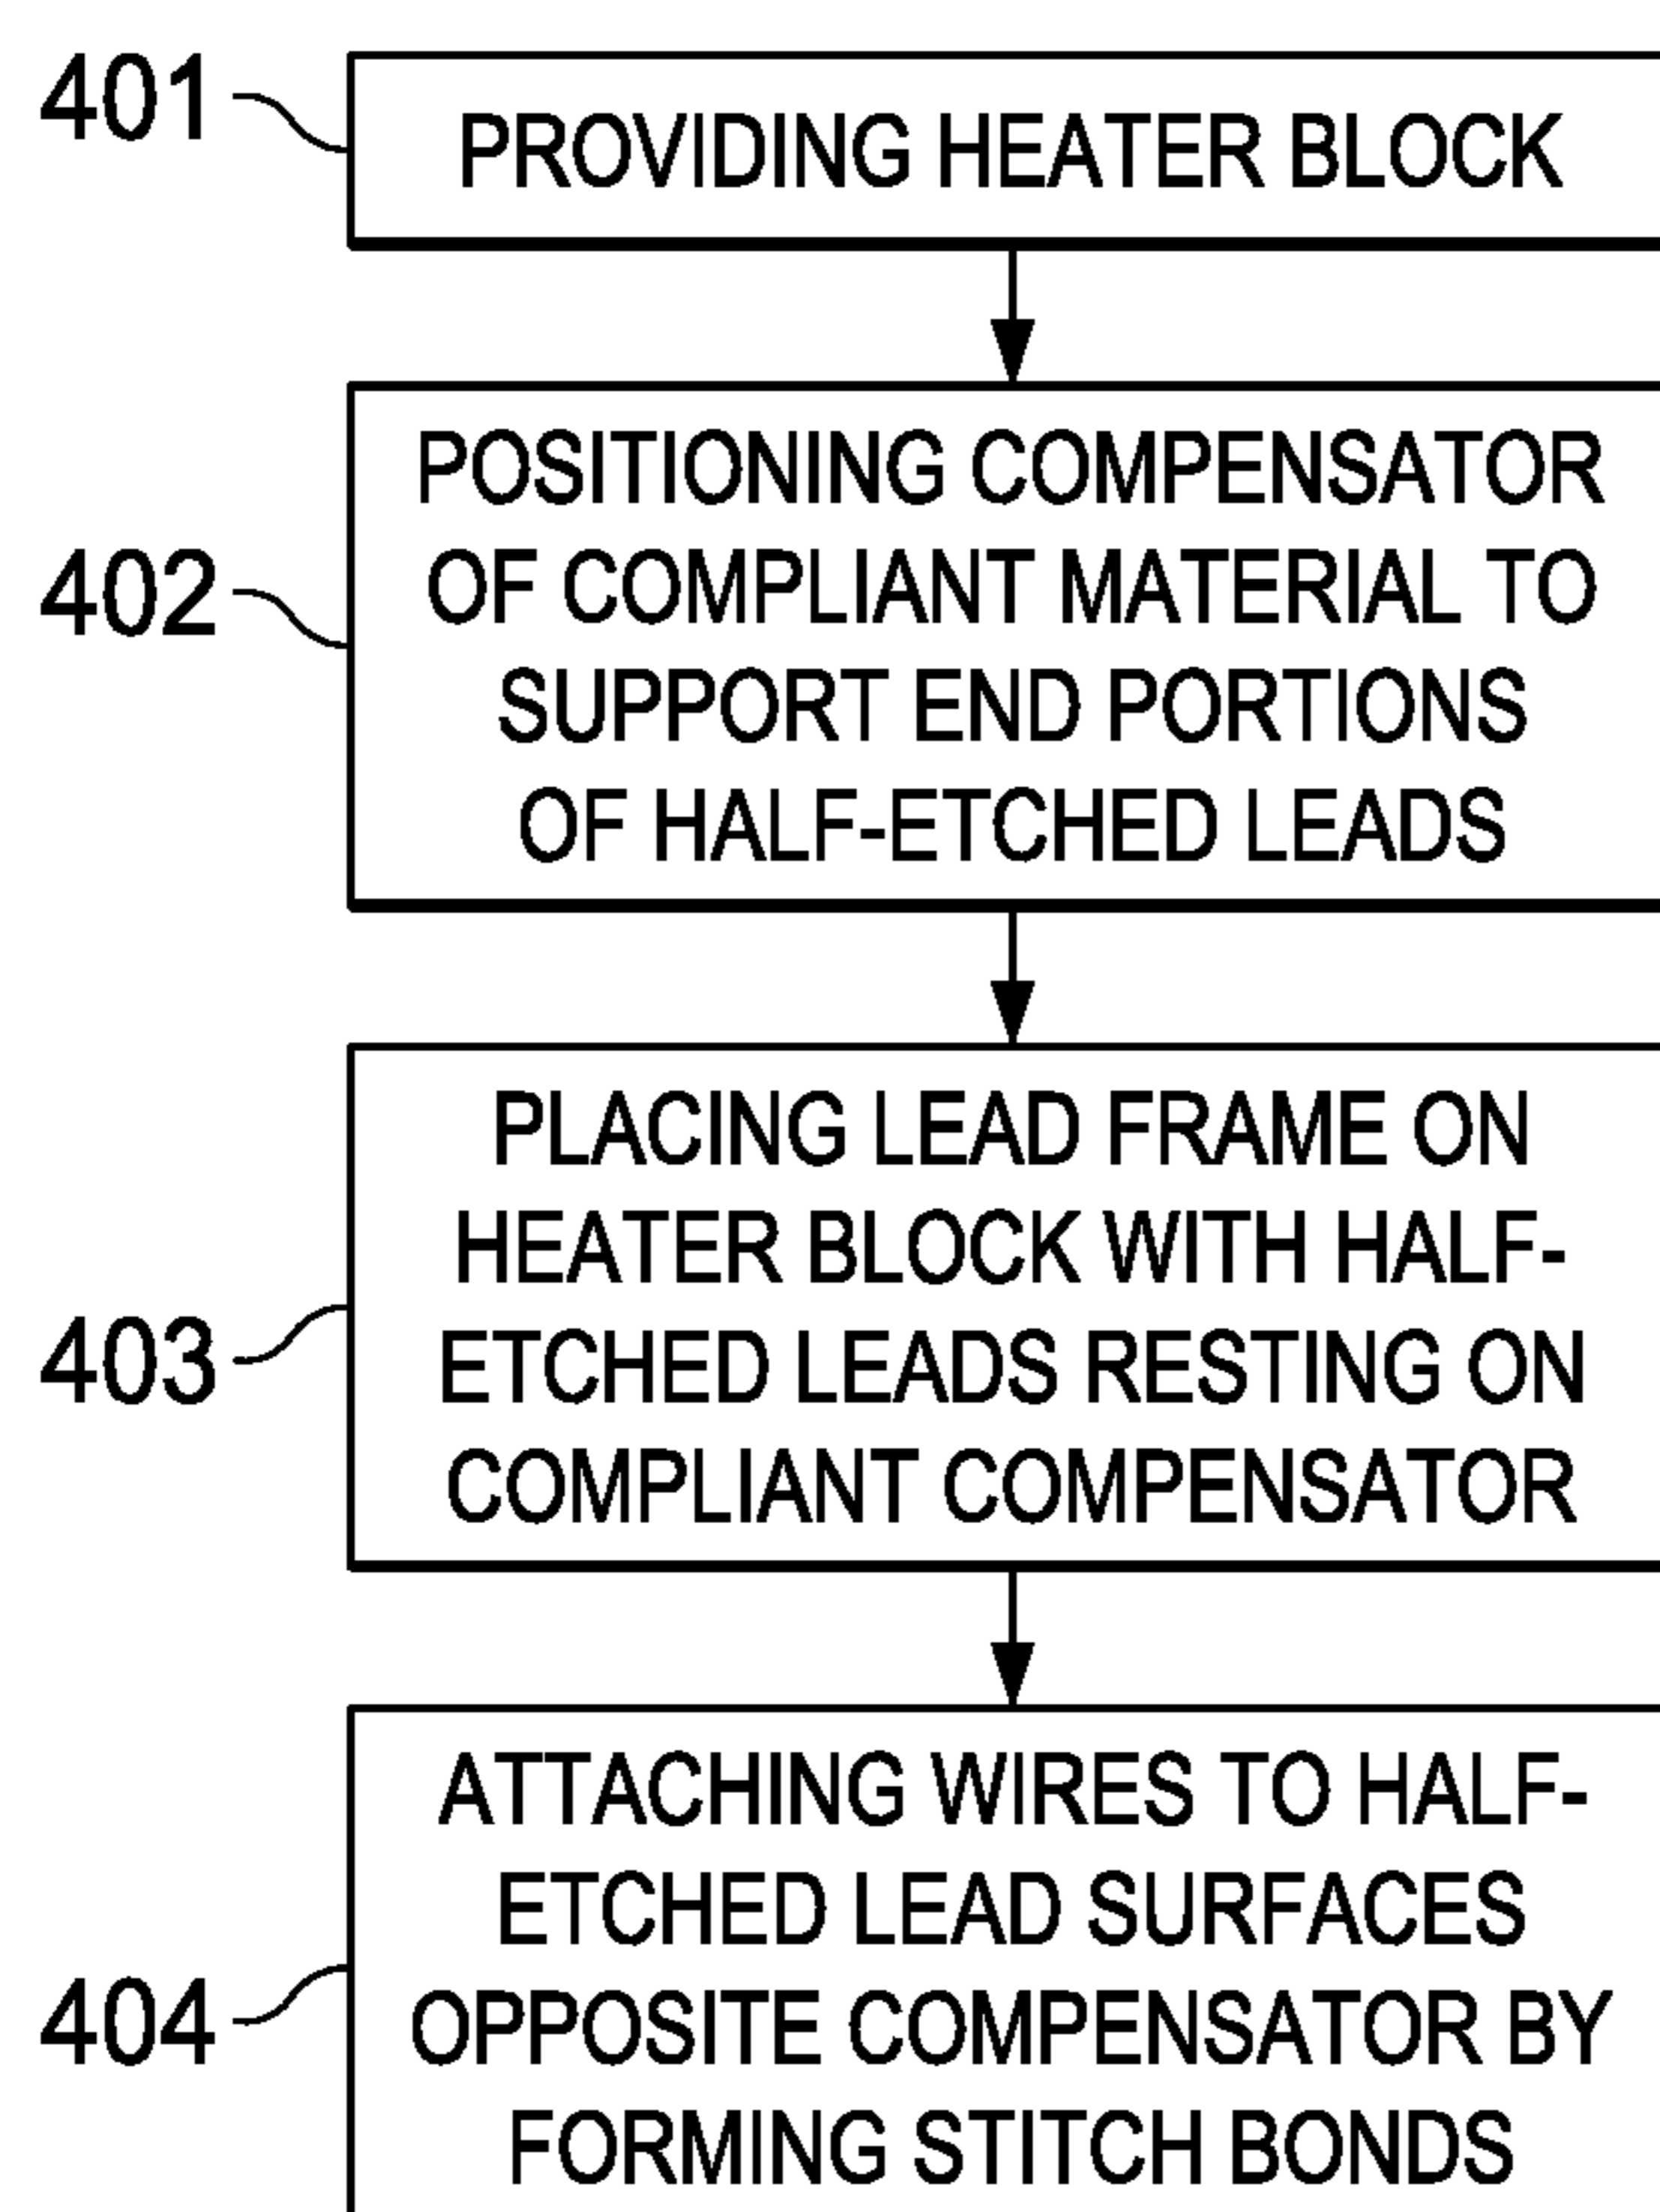 401
PROVIDING HEATER BLOCK
POSITIONING COMPENSATOR
OF COMPLIANT MATERIAL TO
402
SUPPORT END PORTIONS
OF HALF-ETCHED LEADS
PLACING LEAD FRAME ON
HEATER BLOCK WITH HALF-
403
ETCHED LEADS RESTING ON
COMPLIANT COMPENSATOR
ATTACHING WIRES TO HALF-
ETCHED LEAD SURFACES
404
OPPOSITE COMPENSATOR BY
FORMING STITCH BONDS